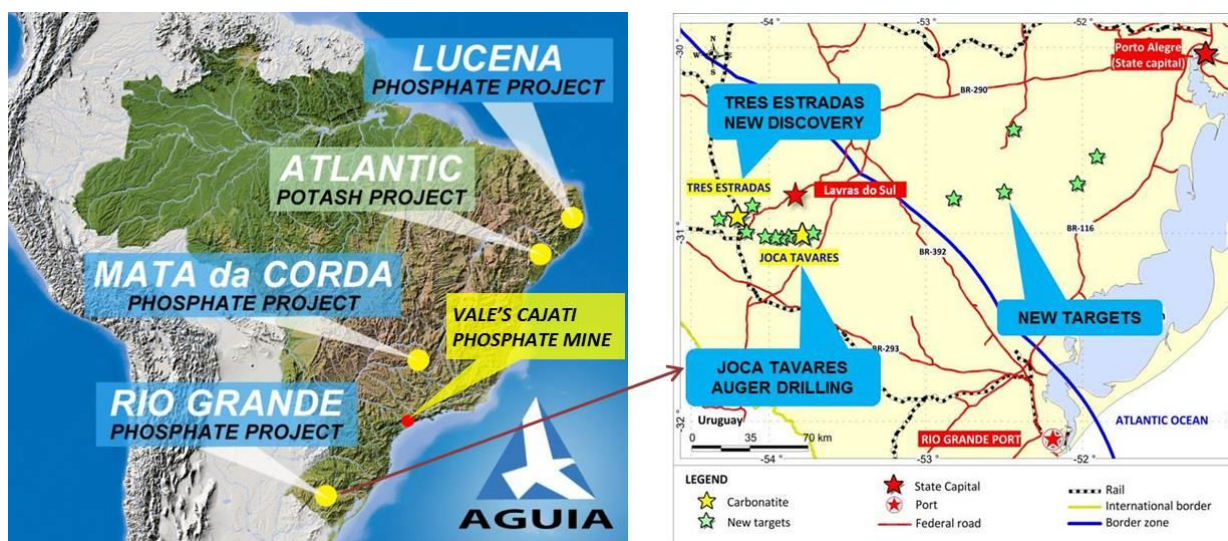 LUCENA
PHOSPHATE PROJECT
ATLANTIC
POTASH PROJECT
MATA da CORDA
PHOSPHATE PROJECT
VALE'S CAJATI
PHOSPHATE MINE
RIO GRANDE
PHOSPHATE PROJECT
AGUIA
-54
-53
-52
-30
N
W
E
S
Porto Alegre
(State capital)
BR-290
TRES ESTRADAS
NEW DISCOVERY
TRES ESTRADAS
Lavras do Sul
-31
JOCA TAVARES
BR-392
BR-116
NEW TARGETS
BR-293
JOCA TAVARES
AUGER DRILLING
-32
Uruguay
0 35 70 km
RIO GRANDE PORT
ATLANTIC OCEAN
-30
-31
-32
-54
-53
-52
LEGEND
Carbonatite
New targets
State Capital
Port
Federal road
Rail
International border
Border zone